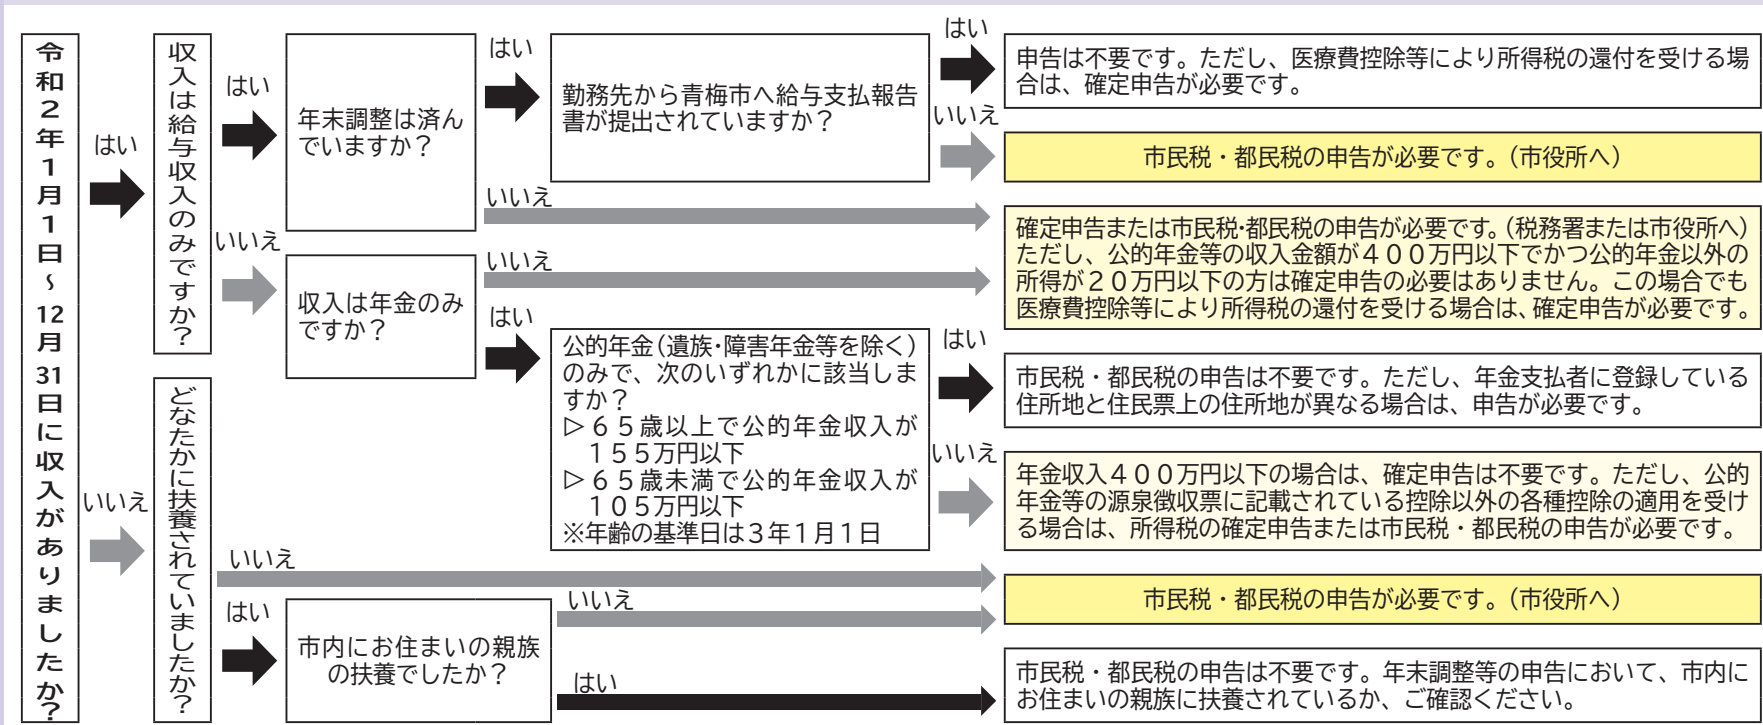 令和2年1月1日~12月31日に収入がありましたか?
はい
いいえ
収入は給与収入のみですか?
はい
いいえ
年末調整は済ん
でいますか?
はい
いいえ
勤務先から青梅市へ給与支払報告
書が提出されていますか?
はい
いいえ
申告は不要です。ただし、医療費控除等により所得税の還付を受ける場
合は、確定申告が必要です。
市民税・都民税の申告が必要です。(市役所へ)
収入は年金のみ
ですか?
いいえ
はい
確定申告または市民税・都民税の申告が必要です。(税務署または市役所へ)
ただし、公的年金等の収入金額が400万円以下でかつ公的年金以外の
所得が20万円以下の方は確定申告の必要はありません。この場合でも
医療費控除等により所得税の還付を受ける場合は、確定申告が必要です。
公的年金(遺族・障害年金等を除く)
のみで、次のいずれかに該当しま
すか?
▷65歳以上で公的年金収入が
155万円以下
▷65歳未満で公的年金収入が
105万円以下
※年齢の基準日は3年1月1日
はい
いいえ
市民税・都民税の申告は不要です。ただし、年金支払者に登録している
住所地と住民票上の住所地が異なる場合は、申告が必要です。
年金収入400万円以下の場合は、確定申告は不要です。ただし、公的
年金等の源泉徴収票に記載されている控除以外の各種控除の適用を受け
る場合は、所得税の確定申告または市民税・都民税の申告が必要です。
どなたかに扶養されていましたか?
いいえ
はい
市内にお住まいの親族
の扶養でしたか?
いいえ
はい
市民税・都民税の申告が必要です。(市役所へ)
市民税・都民税の申告は不要です。年末調整等の申告において、市内に
お住まいの親族に扶養されているか、ご確認ください。